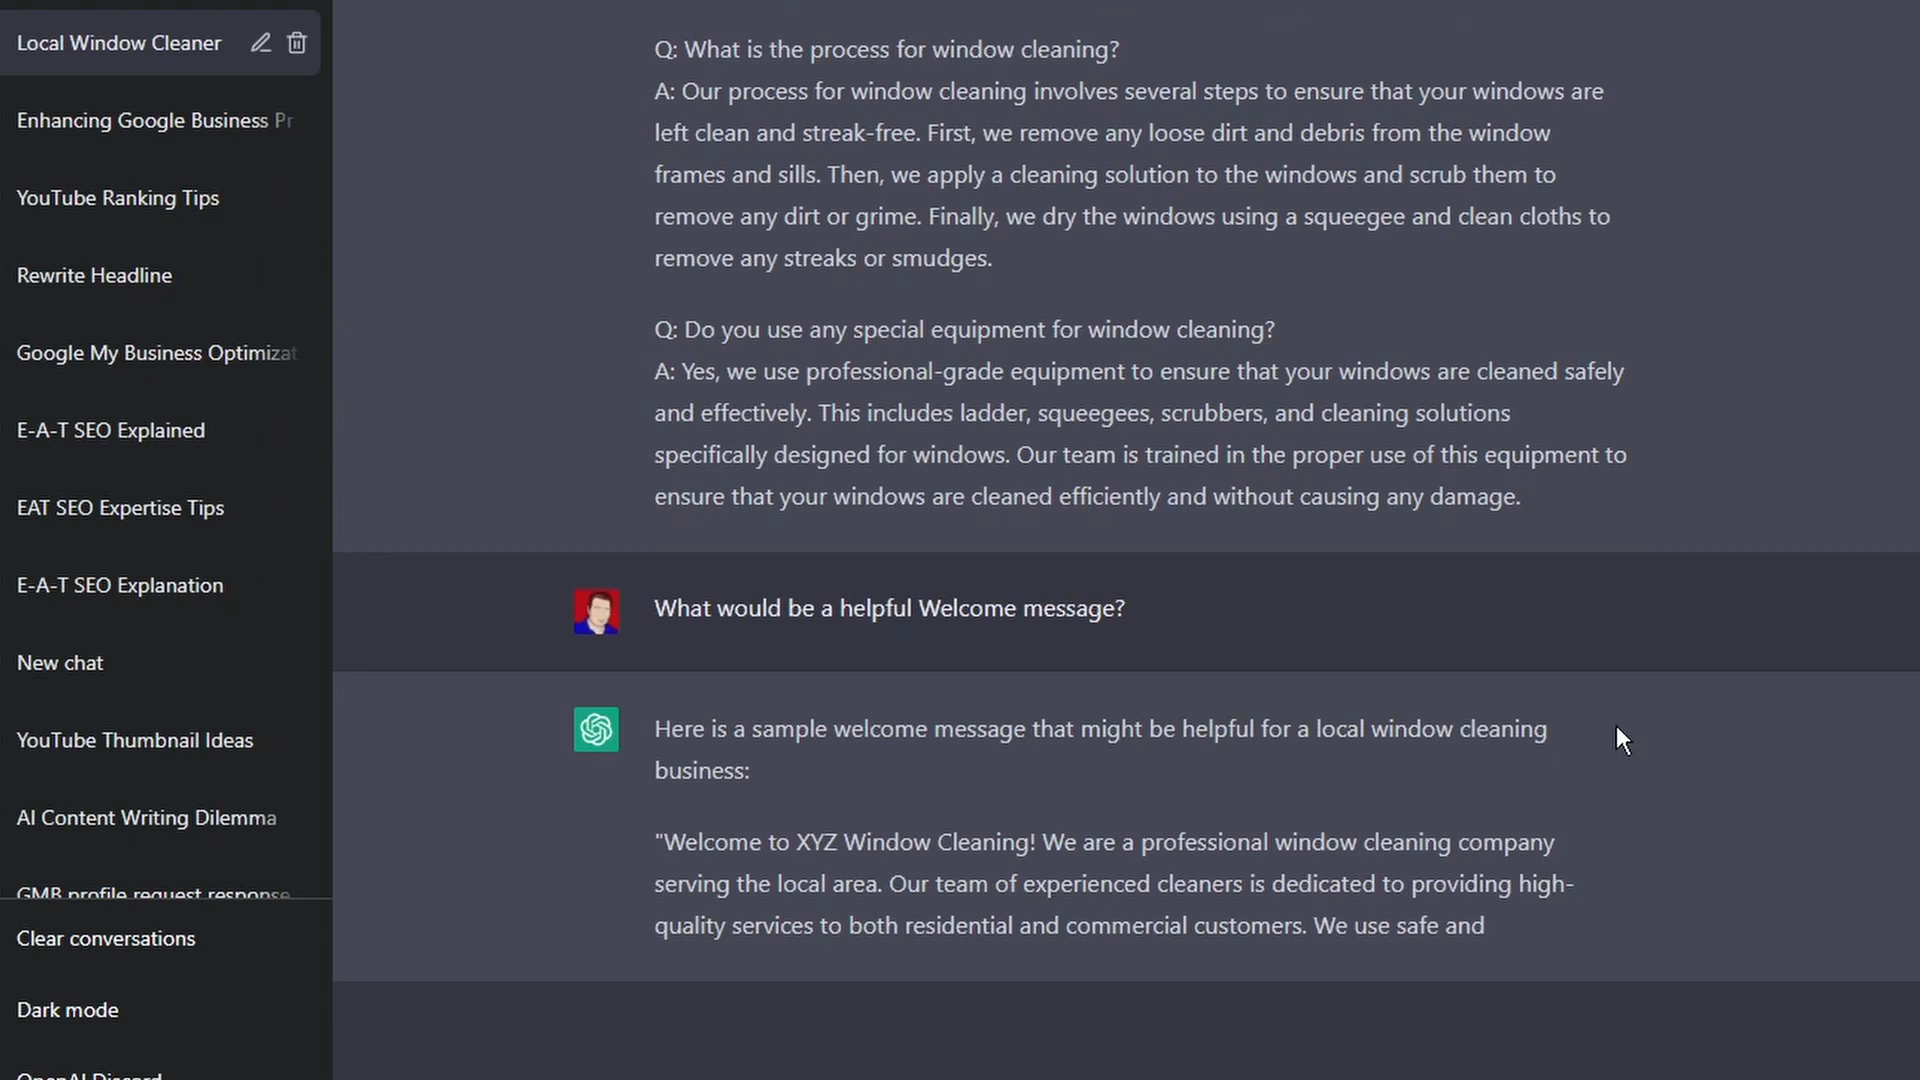 Local Window Cleaner
Enhancing Google Business Pr
YouTube Ranking Tips
Rewrite Headline
Google My Business Optimizat
E-A-T SEO Explained
EAT SEO Expertise Tips
E-A-T SEO Explanation
New chat
YouTube Thumbnail Ideas
AI Content Writing Dilemma
GMB profile request response
Clear conversations
Dark mode
OpenAI Discord
Q: What is the process for window cleaning?
A: Our process for window cleaning involves several steps to ensure that your windows are
left clean and streak-free. First, we remove any loose dirt and debris from the window
frames and sills. Then, we apply a cleaning solution to the windows and scrub them to
remove any dirt or grime. Finally, we dry the windows using a squeegee and clean cloths to
remove any streaks or smudges.
Q: Do you use any special equipment for window cleaning?
A: Yes, we use professional-grade equipment to ensure that your windows are cleaned safely
and effectively. This includes ladder, squeegees, scrubbers, and cleaning solutions
specifically designed for windows. Our team is trained in the proper use of this equipment to
ensure that your windows are cleaned efficiently and without causing any damage.
What would be a helpful Welcome message?
Here is a sample welcome message that might be helpful for a local window cleaning
business:
"Welcome to XYZ Window Cleaning! We are a professional window cleaning company
serving the local area. Our team of experienced cleaners is dedicated to providing high-
quality services to both residential and commercial customers. We use safe and